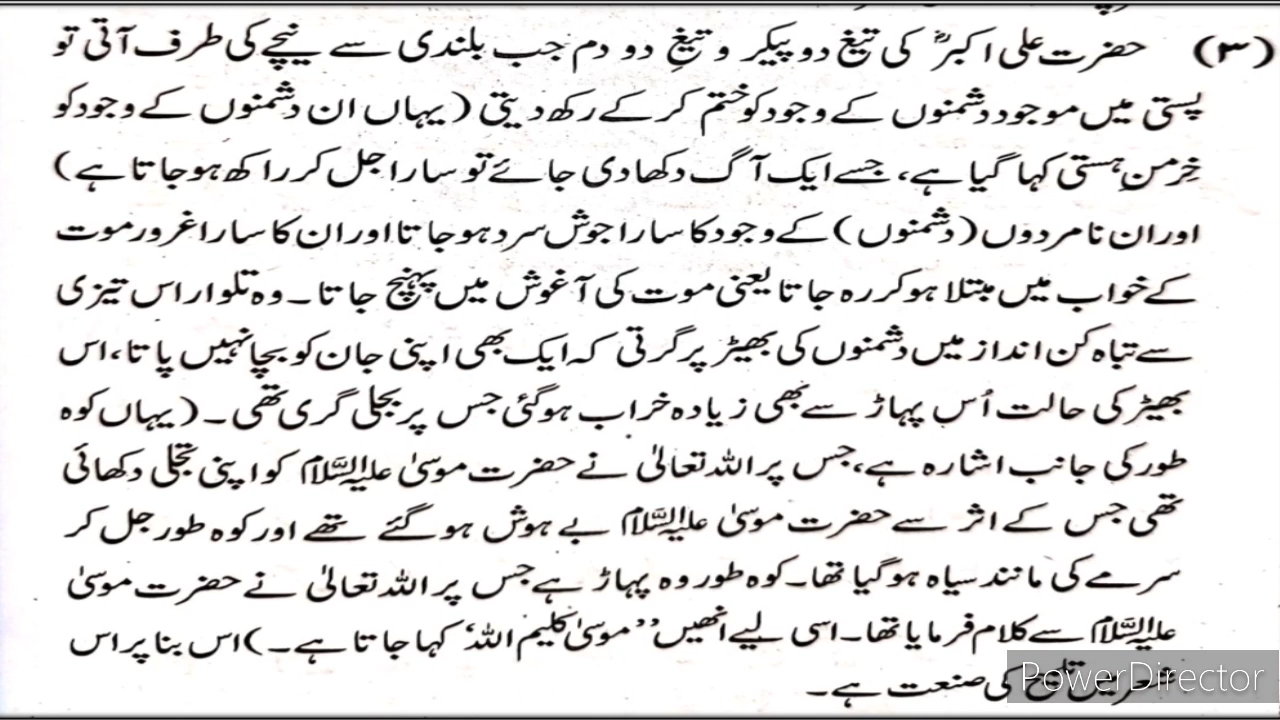 (۳) حضرت علی اکبرؓ کی تیغ دو پیکر و تیغِ دو دم جب بلندی سے نیچے کی طرف آتی تو
پستی میں موجود دشمنوں کے وجود کو ختم کر کے رکھ دیتی (یہاں ان دشمنوں کے وجود کو
خِرمنِ ہستی کہا گیا ہے، جسے ایک آگ دکھا دی جائے تو سارا جل کر راکھ ہو جاتا ہے)
اور ان نامردوں (دشمنوں) کے وجود کا سارا جوش سرد ہو جاتا اور ان کا سارا غرور موت
کے خواب میں مبتلا ہو کر رہ جاتا یعنی موت کی آغوش میں پہنچ جاتا۔ وہ تلوار اس تیزی
سے تباہ کن انداز میں دشمنوں کی بھیڑ پر گرتی کہ ایک بھی اپنی جان کو بچا نہیں پاتا، اس
بھیڑ کی حالت اُس پہاڑ سے بھی زیادہ خراب ہو گئی جس پر بجلی گری تھی۔ (یہاں کوہ
طور کی جانب اشارہ ہے، جس پر اللہ تعالیٰ نے حضرت موسیٰ علیہ السلام کو اپنی تجلی دکھائی
تھی جس کے اثر سے حضرت موسیٰ علیہ السلام بے ہوش ہو گئے تھے اور کوہ طور جل کر
سرمے کی مانند سیاہ ہو گیا تھا۔ کوہ طور وہ پہاڑ ہے جس پر اللہ تعالیٰ نے حضرت موسیٰ
علیہ السلام سے کلام فرمایا تھا۔ اسی لیے انھیں ’’موسیٰ کلیم اللہ‘ کہا جاتا ہے۔) اس بنا پر اس
کی صنعت ہے۔
PowerDirector